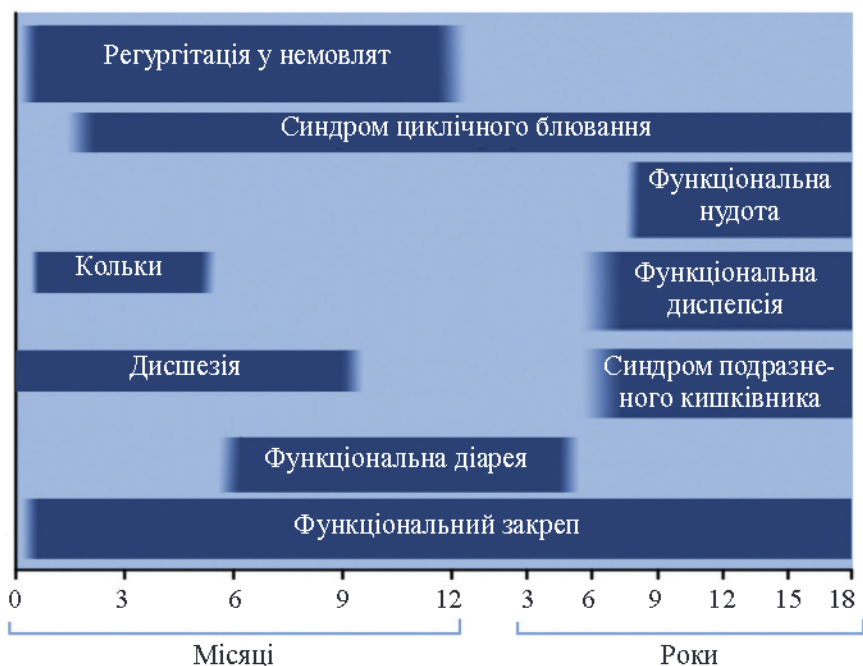 Регургітація у немовлят
Синдром циклічного блювання
Функціональна
нудота
Кольки
Функціональна
диспепсія
Дисшезія
Синдром подразне-
ного кишківника
Функціональна діарея
Функціональний закреп
0 3 6 9 12 3 6 9 12 15 18
Місяці Роки